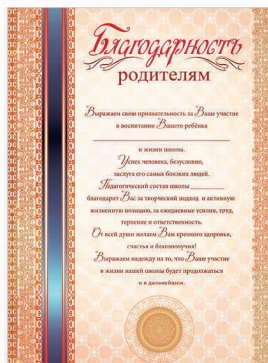 Благодарность
родителям
Выражаем свою признательность за Ваше участие
в воспитании Вашего ребёнка
и жизни школы.
Успех человека, безусловно,
заслуга его самых близких людей.
Педагогический состав школы ______
благодарит Вас за творческий подход и активную
жизненную позицию, за ежедневные усилия, труд,
терпение и ответственность.
От всей души желаем Вам крепкого здоровья,
счастья и благополучия!
Выражаем надежду на то, что Ваше участие
в жизни нашей школы будет продолжаться
и в дальнейшем.